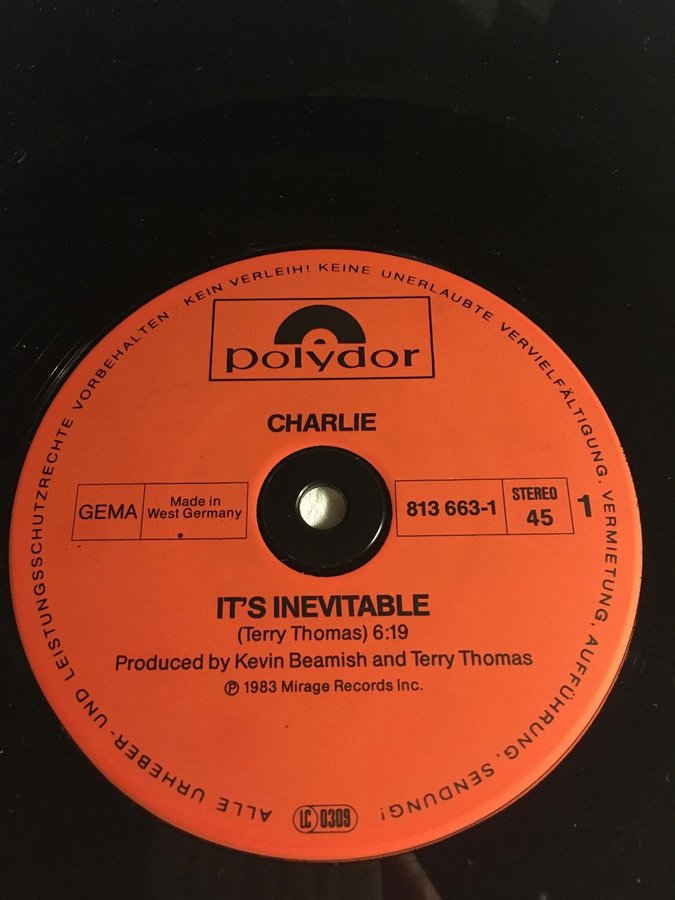 ALLE URHEBER- UND LEISTUNGSSCHUTZRECHTE VORBEHALTEN · KEIN VERLEIH! KEINE UNERLAUBTE VERVIELFÄLTIGUNG, VERMIETUNG, AUFFÜHRUNG, SENDUNG!
polydor
CHARLIE
GEMA
Made in
West Germany
813 663-1
STEREO
45
1
IT'S INEVITABLE
(Terry Thomas) 6:19
Produced by Kevin Beamish and Terry Thomas
℗ 1983 Mirage Records Inc.
LC 0309